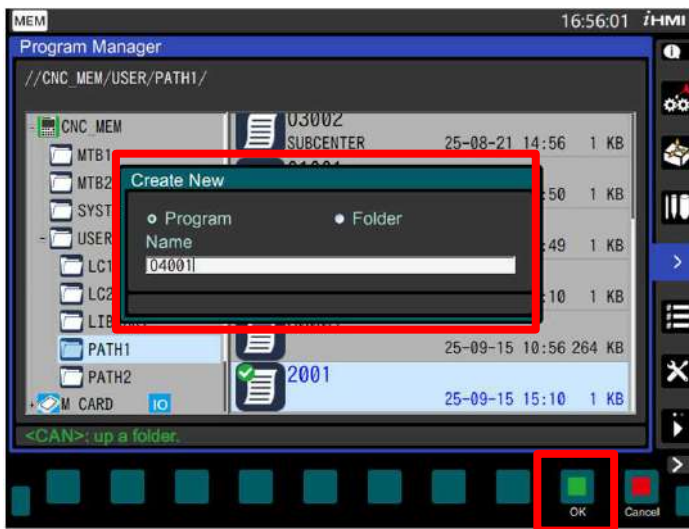 MEM 16:56:01 iHMI
Program Manager
//CNC_MEM/USER/PATH1/
CNC_MEM
MTB1
MTB2
SYST
USER
LC1
LC2
PATH1
PATH2
M CARD IO
O3002
SUBCENTER 25-08-21 14:56 1 KB
:50 1 KB
:49 1 KB
:10 1 KB
25-09-15 10:56 264 KB
2001
25-09-15 15:10 1 KB
Create New
Program Folder
Name
O4001
<CAN>: up a folder.
OK Cancel